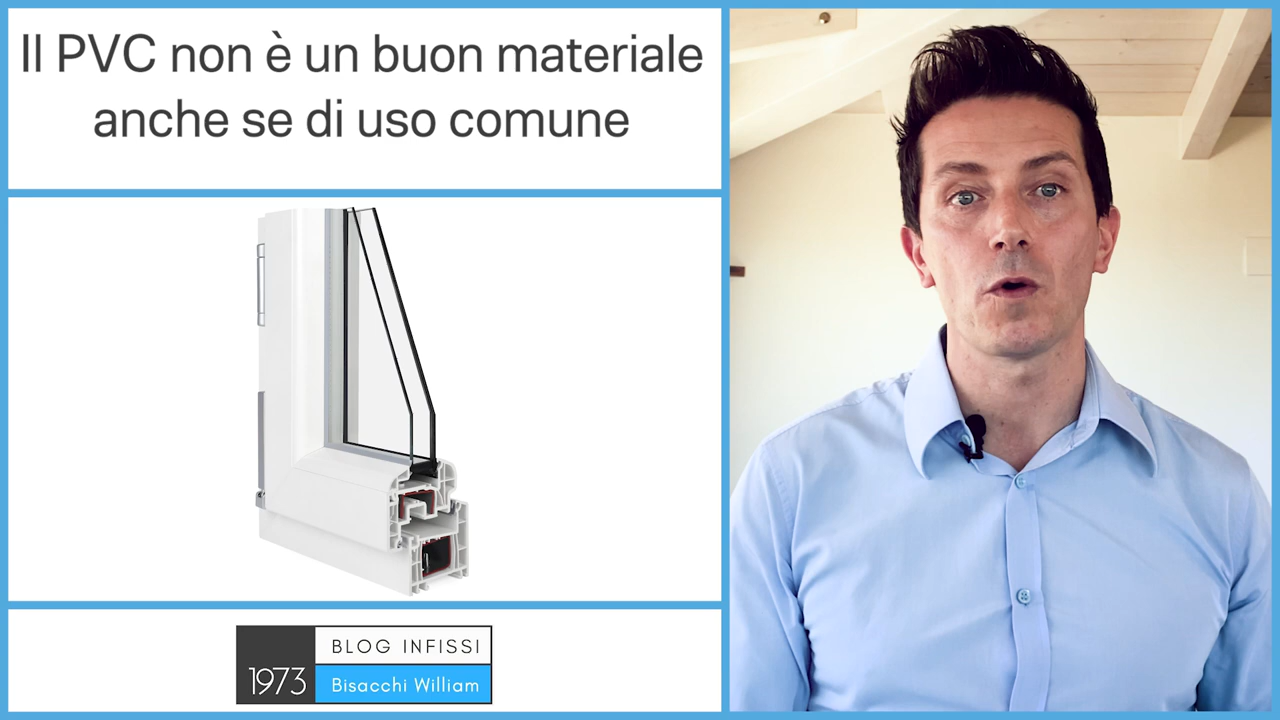 Il PVC non è un buon materiale
anche se di uso comune
1973
BLOG INFISSI
Bisacchi William